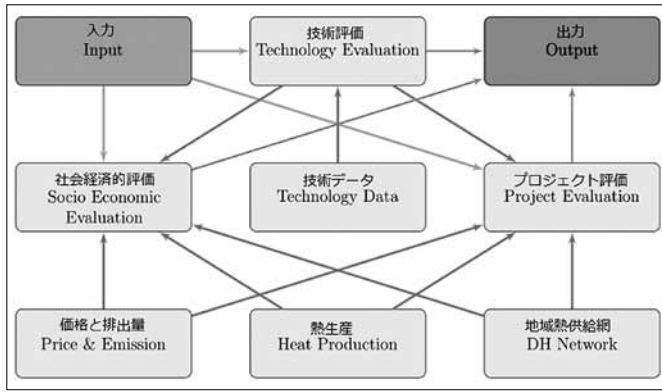 入力
Input
技術評価
Technology Evaluation
出力
Output
社会経済的評価
Socio Economic
Evaluation
技術データ
Technology Data
プロジェクト評価
Project Evaluation
価格と排出量
Price & Emission
熱生産
Heat Production
地域熱供給網
DH Network